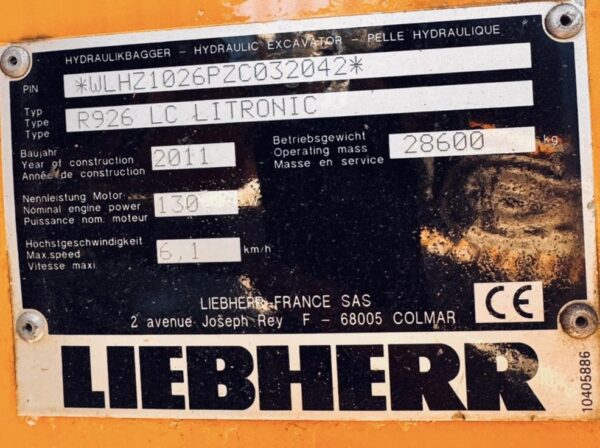 HYDRAULIKBAGGER - HYDRAULIC EXCAVATOR - PELLE HYDRAULIQUE
PIN *WLHZ1026PZC032042*
Typ
Type R926 LC LITRONIC
Type
Baujahr
Year of construction 2011
Année de construction
Betriebsgewicht
Operating mass 28600 kg
Masse en service
Nennleistung Motor
Nominal engine power 130
Puissance nom. moteur
Höchstgeschwindigkeit
Max.speed 6,1 km/h
Vitesse maxi.
LIEBHERR-FRANCE SAS
2 avenue Joseph Rey F - 68005 COLMAR
CE
LIEBHERR
10405886